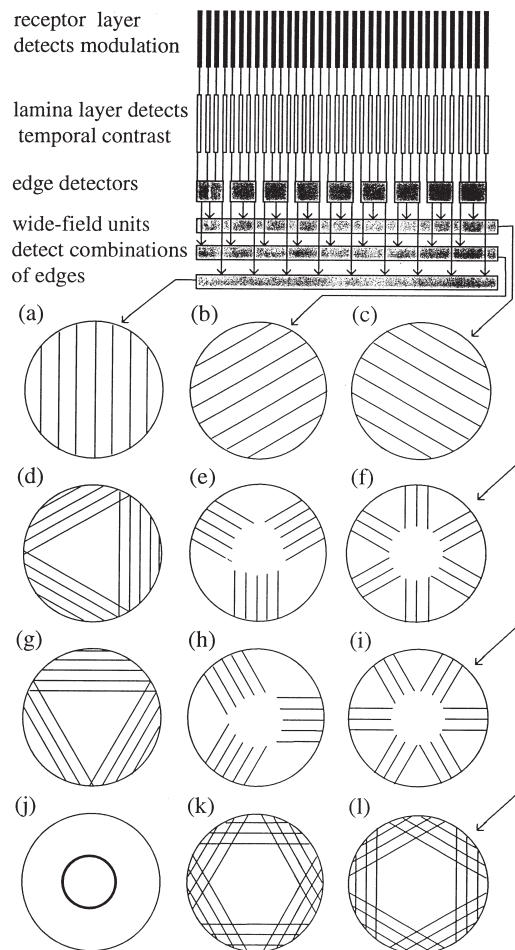 receptor layer
detects modulation
lamina layer detects
temporal contrast
edge detectors
wide-field units
detect combinations
of edges
(a)
(b)
(c)
(d)
(e)
(f)
(g)
(h)
(i)
(j)
(k)
(l)